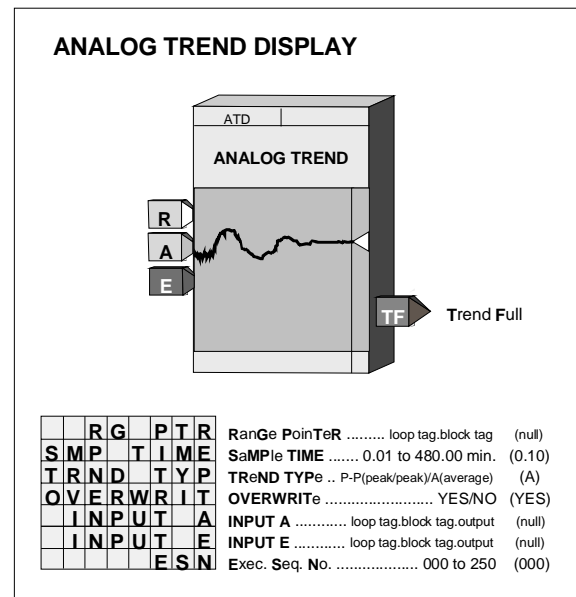 ANALOG TREND DISPLAY
ATD
ANALOG TREND
R
A
E
TF
Trend Full
RG PTR RanGe PoinTeR ........ loop tag.block tag (null)
SMP TIME SaMPle TIME ....... 0.01 to 480.00 min. (0.10)
TRND TYP TReND TYPe .. P-P(peak/peak)/A(average) (A)
OVERWRIT OVERWRITe ......................... YES/NO (YES)
INPUT A INPUT A ............ loop tag.block tag.output (null)
INPUT E INPUT E ............ loop tag.block tag.output (null)
ESN Exec. Seq. No. ................... 000 to 250 (000)